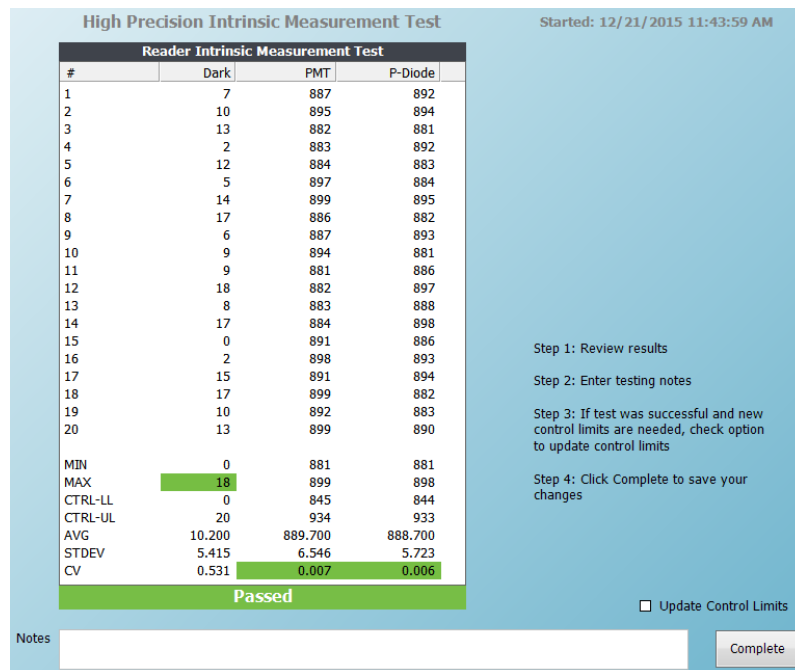 High Precision Intrinsic Measurement Test Started: 12/21/2015 11:43:59 AM
Reader Intrinsic Measurement Test
# Dark PMT P-Diode
1 7 887 892
2 10 895 894
3 13 882 881
4 2 883 892
5 12 884 883
6 5 897 884
7 14 899 895
8 17 886 882
9 6 887 893
10 9 894 881
11 9 881 886
12 18 882 897
13 8 883 888
14 17 884 898
15 0 891 886
16 2 898 893
17 15 891 894
18 17 899 882
19 10 892 883
20 13 899 890
MIN 0 881 881
MAX 18 899 898
CTRL-LL 0 845 844
CTRL-UL 20 934 933
AVG 10.200 889.700 888.700
STDEV 5.415 6.546 5.723
CV 0.531 0.007 0.006
Passed
Step 1: Review results
Step 2: Enter testing notes
Step 3: If test was successful and new
control limits are needed, check option
to update control limits
Step 4: Click Complete to save your
changes
Update Control Limits
Notes
Complete